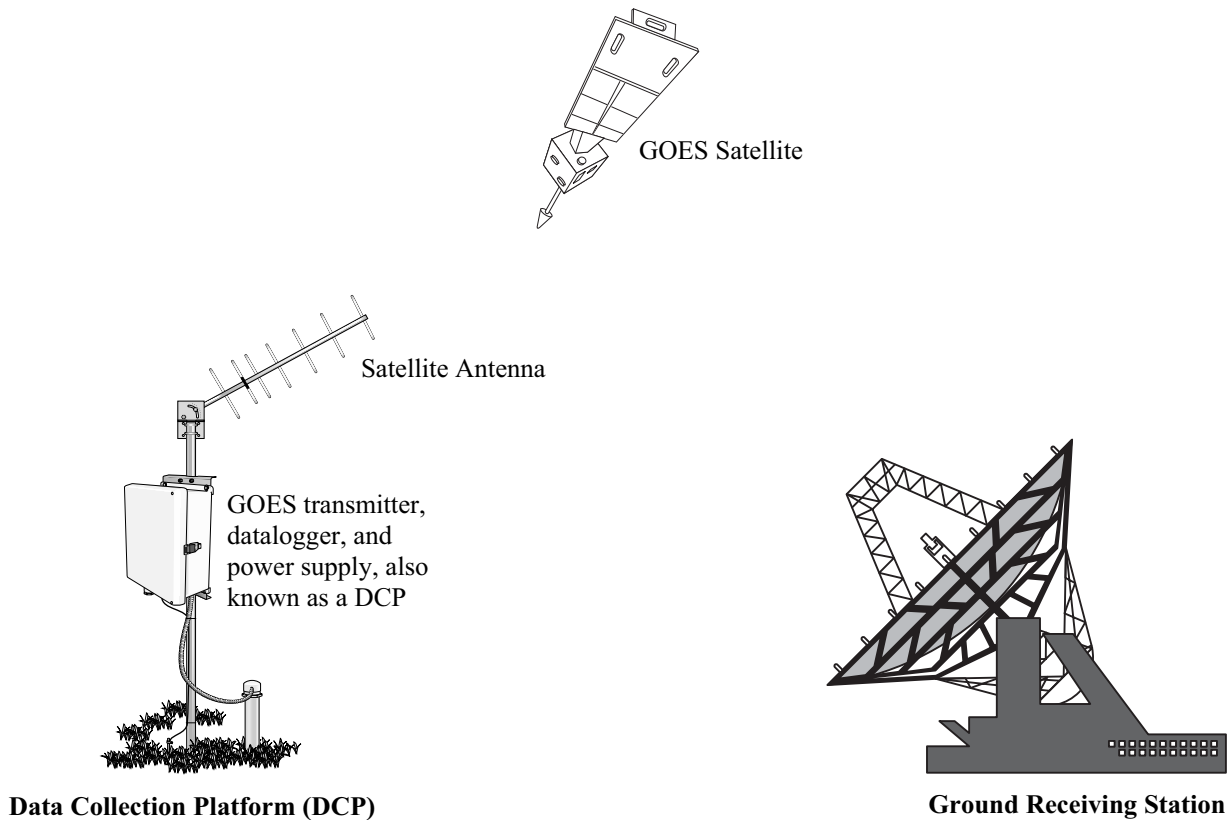 GOES Satellite
Satellite Antenna
GOES transmitter,
datalogger, and
power supply, also
known as a DCP
Data Collection Platform (DCP)
Ground Receiving Station